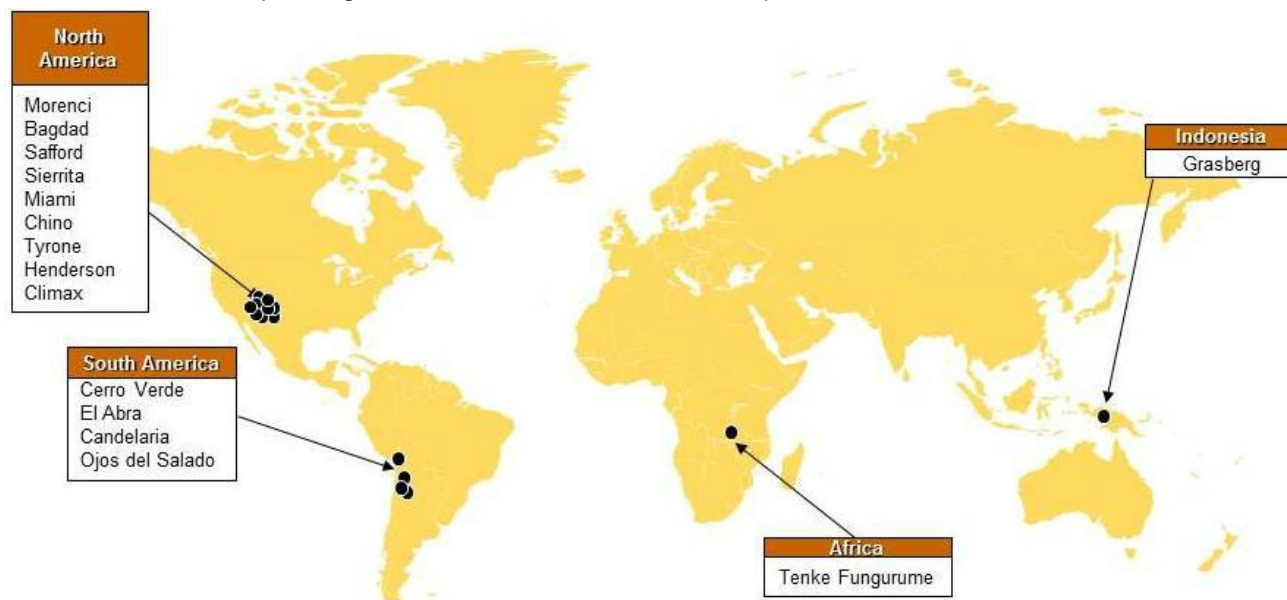 North
America
Morenci
Bagdad
Safford
Sierrita
Miami
Chino
Tyrone
Henderson
Climax
South America
Cerro Verde
El Abra
Candelaria
Ojos del Salado
Africa
Tenke Fungurume
Indonesia
Grasberg